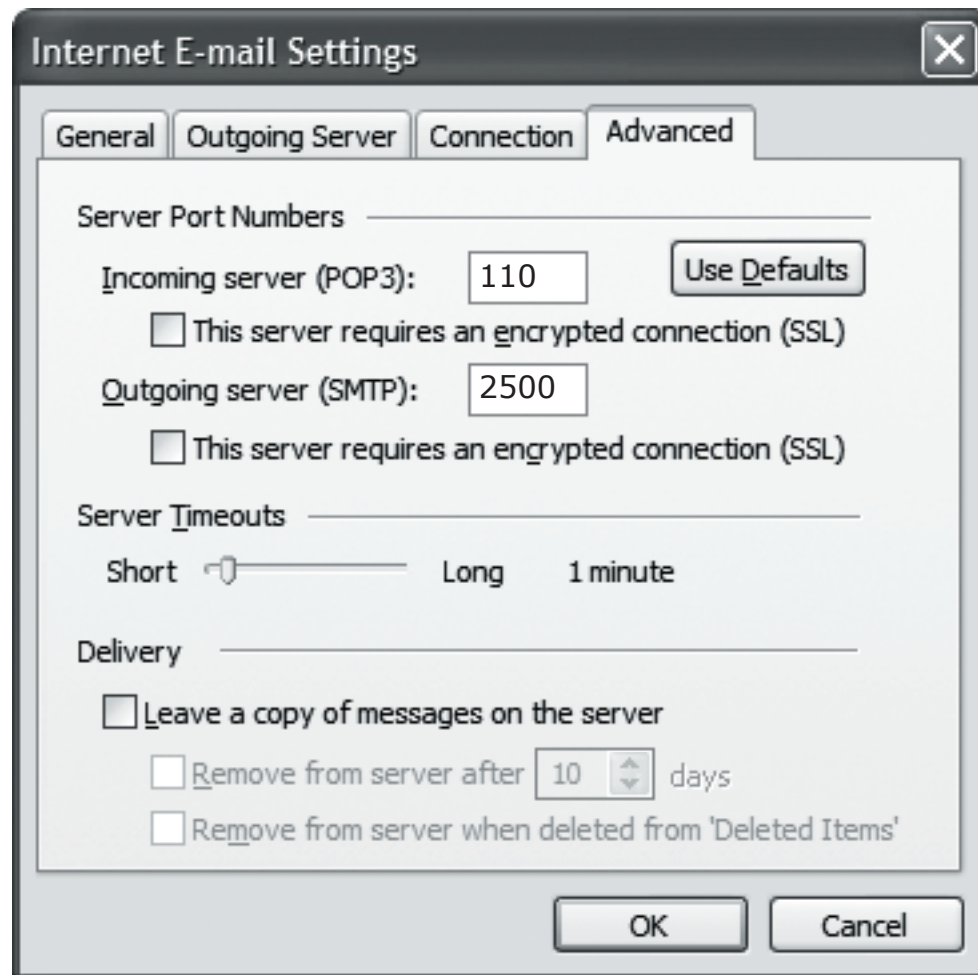 Internet E-mail Settings
General Outgoing Server Connection Advanced
Server Port Numbers
Incoming server (POP3): 110 Use Defaults
This server requires an encrypted connection (SSL)
Outgoing server (SMTP): 2500
This server requires an encrypted connection (SSL)
Server Timeouts
Short Long 1 minute
Delivery
Leave a copy of messages on the server
Remove from server after 10 days
Remove from server when deleted from 'Deleted Items'
OK Cancel